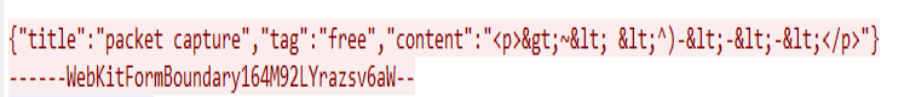 {"title":"packet capture","tag":"free","content":"<p>&gt;~&lt; &lt;^)-&lt;-&lt;-&lt;</p>"}
------WebKitFormBoundary164M92LYrazsv6aW--